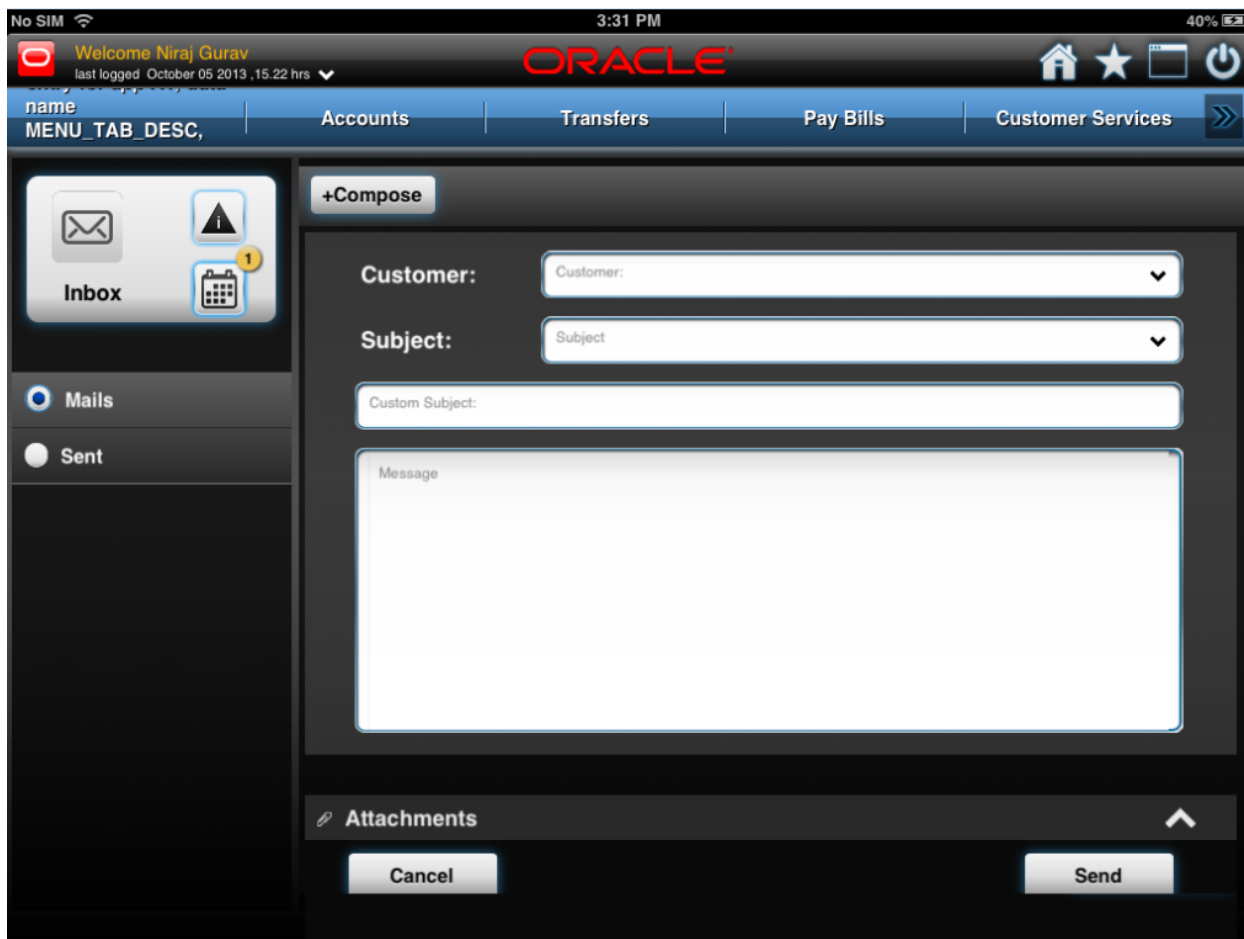 No SIM 3:31 PM 40%
Welcome Niraj Gurav
last logged October 05 2013 ,15.22 hrs
ORACLE
name
MENU_TAB_DESC,
Accounts
Transfers
Pay Bills
Customer Services
Inbox
1
Mails
Sent
+Compose
Customer: Customer:
Subject: Subject
Custom Subject:
Message
Attachments
Cancel
Send